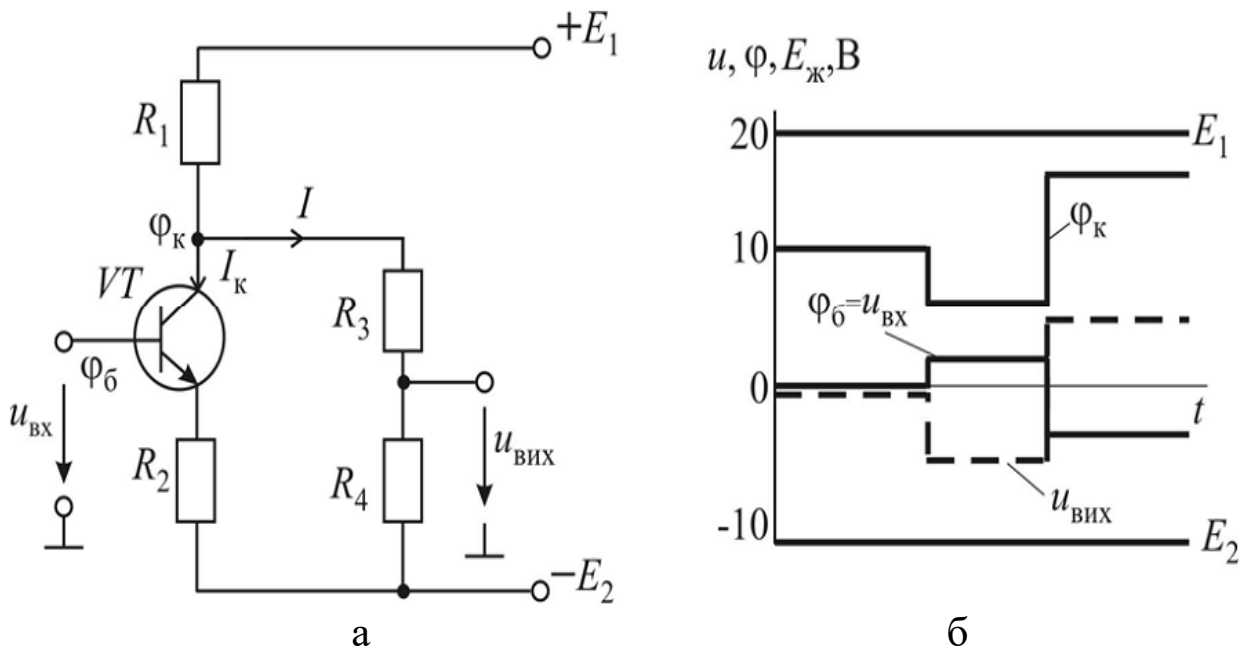 +E₁
R₁
I
φк
Iк
VT
R₃
φб
uвх
R₂
R₄
uвих
−E₂
а
u, φ, Eж,В
20
E₁
φк
10
φб=uвх
0
t
uвих
-10
E₂
б